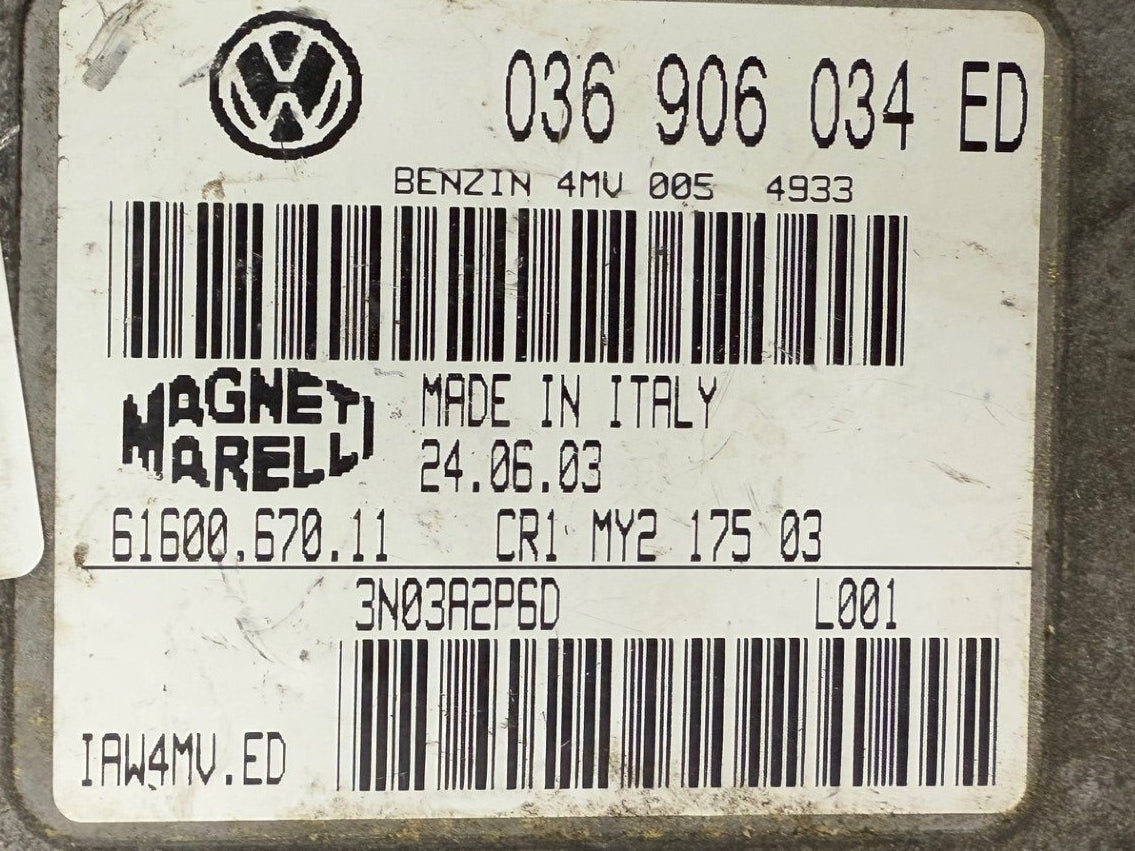 036 906 034 ED
BENZIN 4MV 005 4933
MAGNETI
MARELLI
MADE IN ITALY
24.06.03
61600.670.11 CR1 MY2 175 03
3N03A2P6D L001
IAW4MV.ED